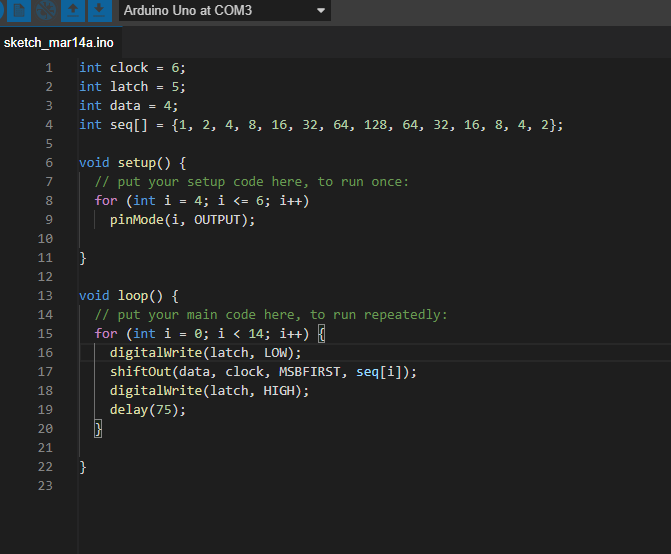 Arduino Uno at COM3
sketch_mar14a.ino
1 int clock = 6;
2 int latch = 5;
3 int data = 4;
4 int seq[] = {1, 2, 4, 8, 16, 32, 64, 128, 64, 32, 16, 8, 4, 2};
5
6 void setup() {
7   // put your setup code here, to run once:
8   for (int i = 4; i <= 6; i++)
9     pinMode(i, OUTPUT);
10
11 }
12
13 void loop() {
14   // put your main code here, to run repeatedly:
15   for (int i = 0; i < 14; i++) {
16     digitalWrite(latch, LOW);
17     shiftOut(data, clock, MSBFIRST, seq[i]);
18     digitalWrite(latch, HIGH);
19     delay(75);
20   }
21
22 }
23